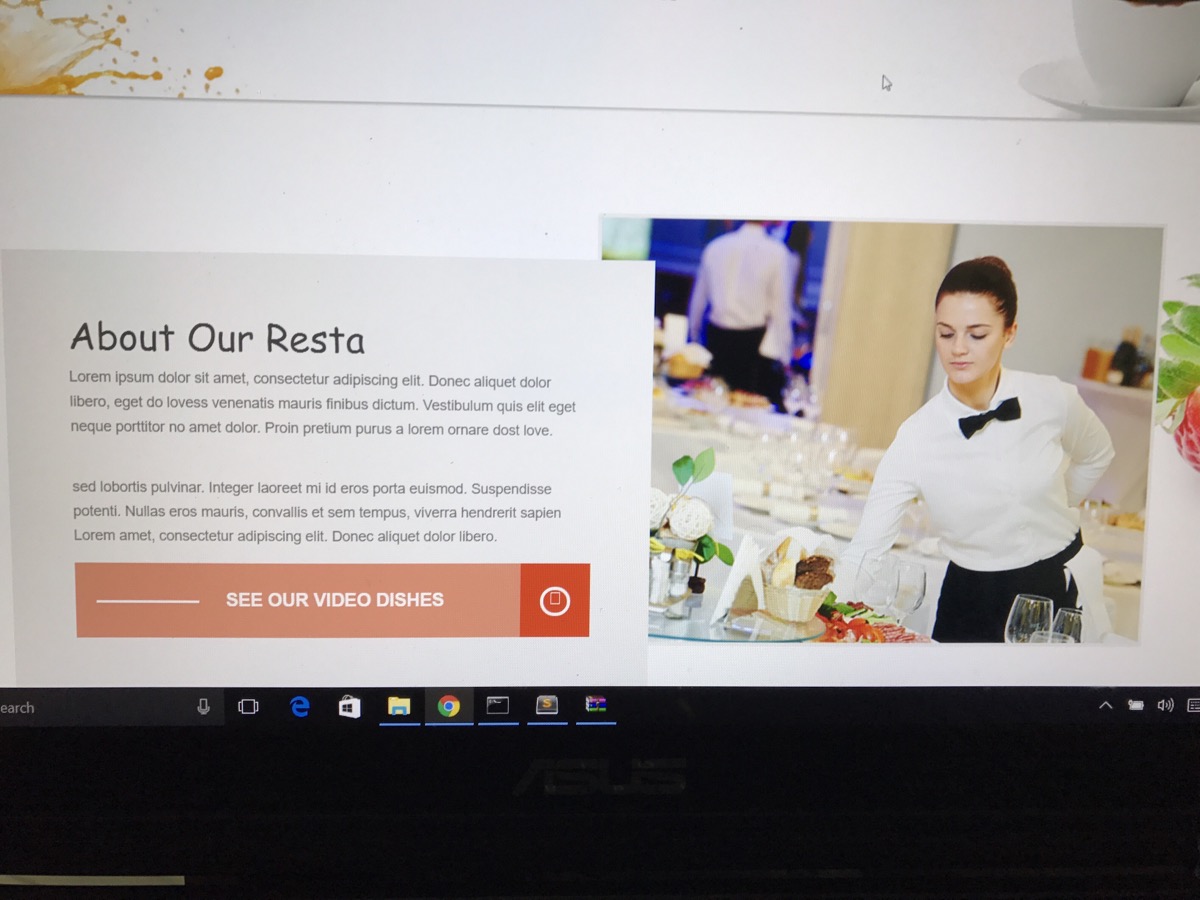 About Our Resta
Lorem ipsum dolor sit amet, consectetur adipiscing elit. Donec aliquet dolor
libero, eget do lovess venenatis mauris finibus dictum. Vestibulum quis elit eget
neque porttitor no amet dolor. Proin pretium purus a lorem ornare dost love.
sed lobortis pulvinar. Integer laoreet mi id eros porta euismod. Suspendisse
potenti. Nullas eros mauris, convallis et sem tempus, viverra hendrerit sapien
Lorem amet, consectetur adipiscing elit. Donec aliquet dolor libero.
SEE OUR VIDEO DISHES
earch
S
ASUS